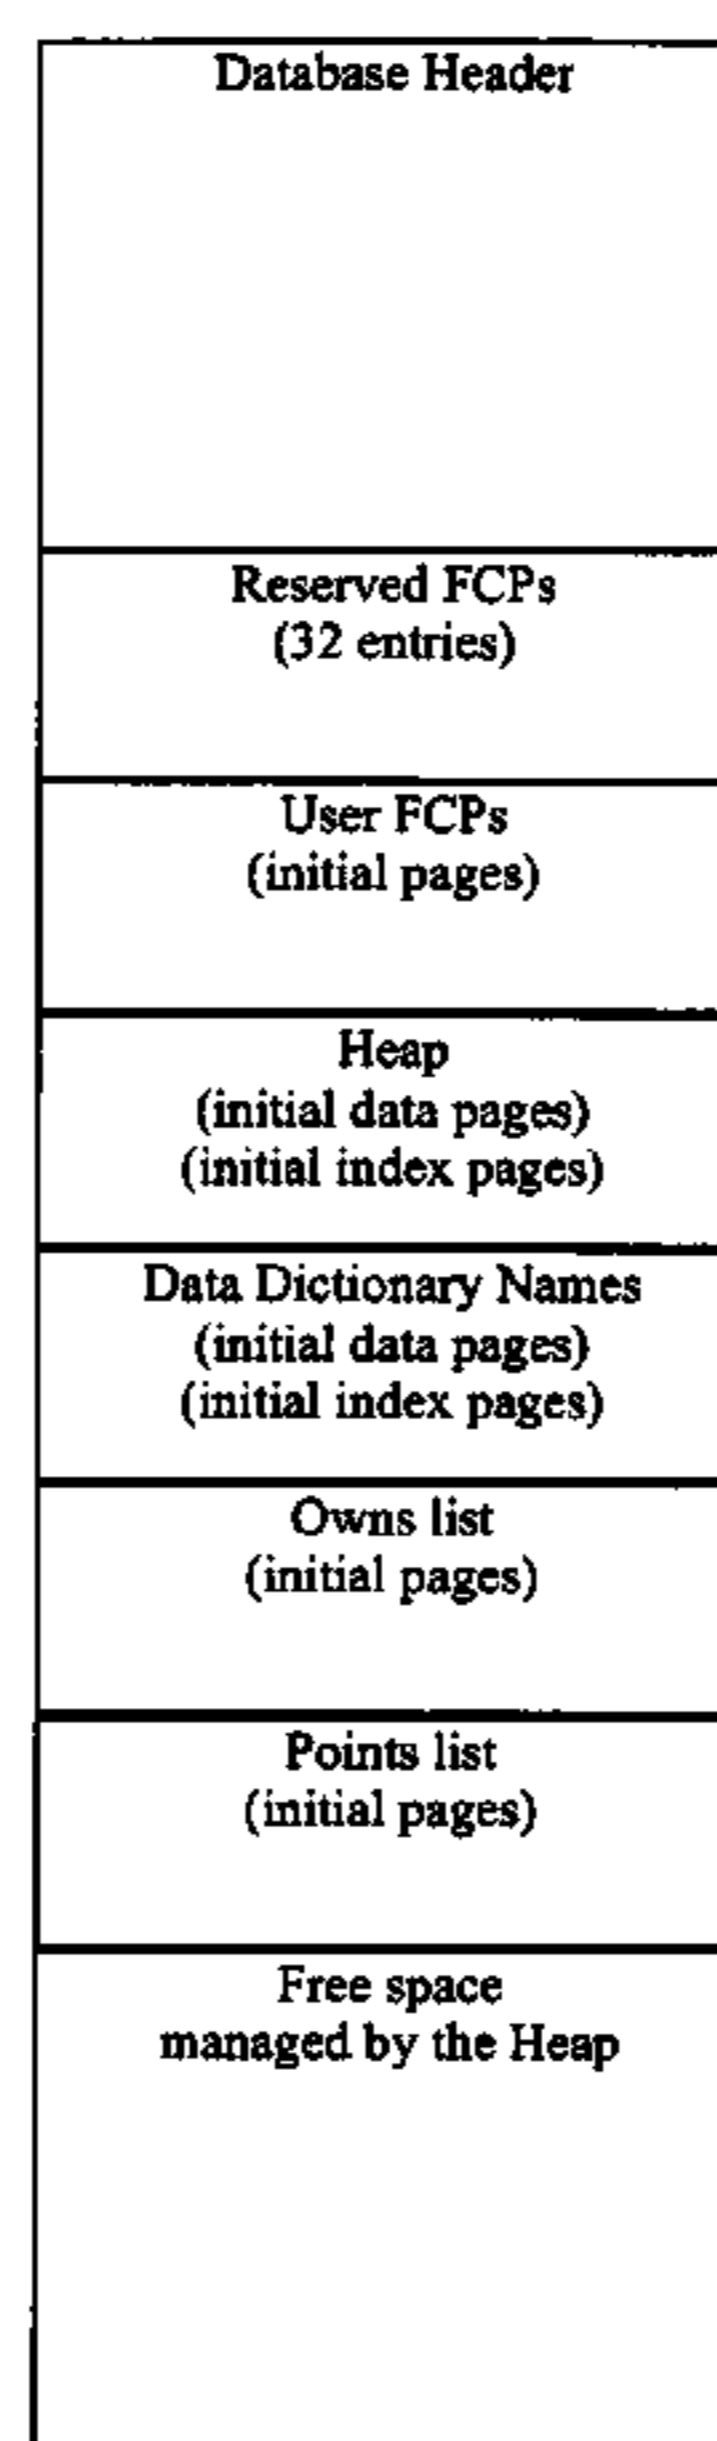 Database Header
Reserved FCPs
(32 entries)
User FCPs
(initial pages)
Heap
(initial data pages)
(initial index pages)
Data Dictionary Names
(initial data pages)
(initial index pages)
Owns list
(initial pages)
Points list
(initial pages)
Free space
managed by the Heap